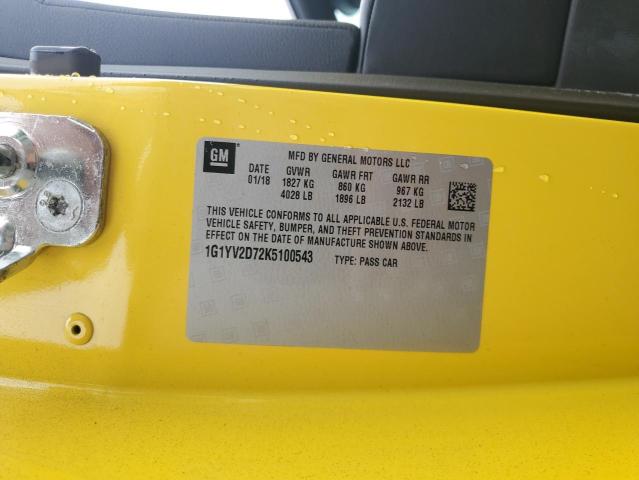 GM
MFD BY GENERAL MOTORS LLC
DATE GVWR GAWR FRT GAWR RR
01/18 1827 KG 860 KG 967 KG
4028 LB 1896 LB 2132 LB
THIS VEHICLE CONFORMS TO ALL APPLICABLE U.S. FEDERAL MOTOR
VEHICLE SAFETY, BUMPER, AND THEFT PREVENTION STANDARDS IN
EFFECT ON THE DATE OF MANUFACTURE SHOWN ABOVE.
1G1YV2D72K5100543 TYPE: PASS CAR